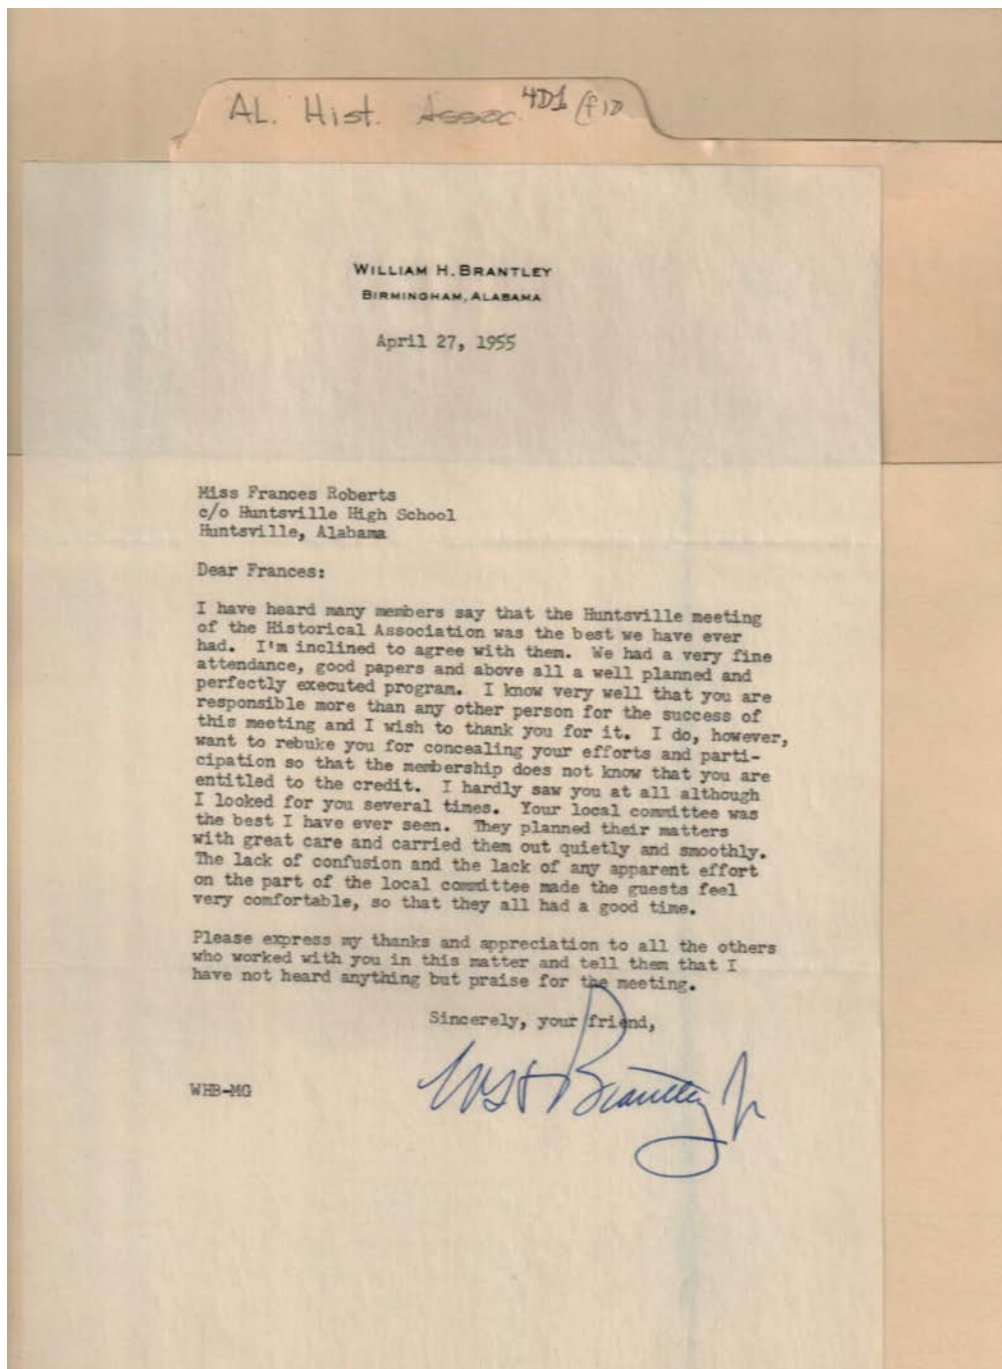 AL. Hist. Assoc. 4D1 (f 10
WILLIAM H. BRANTLEY
BIRMINGHAM, ALABAMA
April 27, 1955
Miss Frances Roberts
c/o Huntsville High School
Huntsville, Alabama
Dear Frances:
I have heard many members say that the Huntsville meeting
of the Historical Association was the best we have ever
had. I'm inclined to agree with them. We had a very fine
attendance, good papers and above all a well planned and
perfectly executed program. I know very well that you are
responsible more than any other person for the success of
this meeting and I wish to thank you for it. I do, however,
want to rebuke you for concealing your efforts and parti-
cipation so that the membership does not know that you are
entitled to the credit. I hardly saw you at all although
I looked for you several times. Your local committee was
the best I have ever seen. They planned their matters
with great care and carried them out quietly and smoothly.
The lack of confusion and the lack of any apparent effort
on the part of the local committee made the guests feel
very comfortable, so that they all had a good time.
Please express my thanks and appreciation to all the others
who worked with you in this matter and tell them that I
have not heard anything but praise for the meeting.
Sincerely, your friend,
WH Brantley Jr
WHB-MG